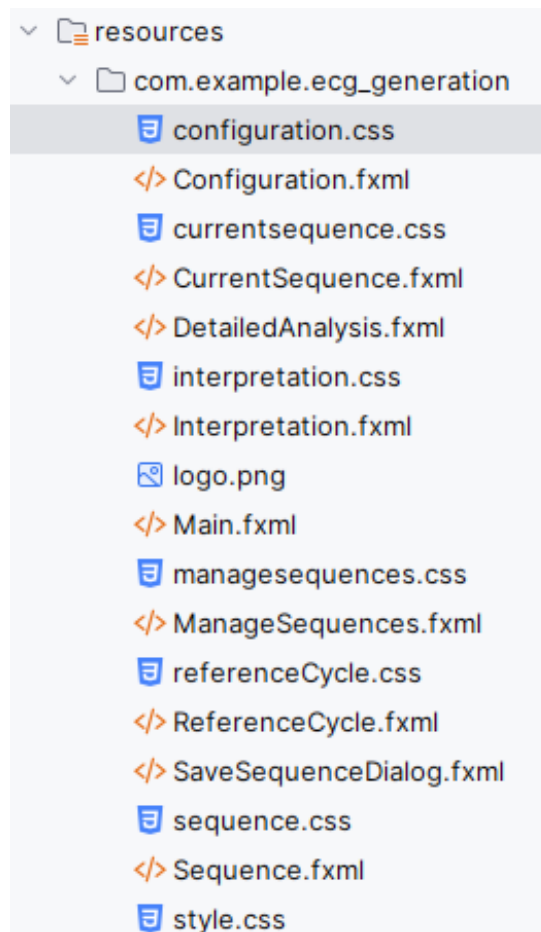 resources
com.example.ecg_generation
configuration.css
Configuration.fxml
currentsequence.css
CurrentSequence.fxml
DetailedAnalysis.fxml
interpretation.css
Interpretation.fxml
logo.png
Main.fxml
managesequences.css
ManageSequences.fxml
referenceCycle.css
ReferenceCycle.fxml
SaveSequenceDialog.fxml
sequence.css
Sequence.fxml
style.css